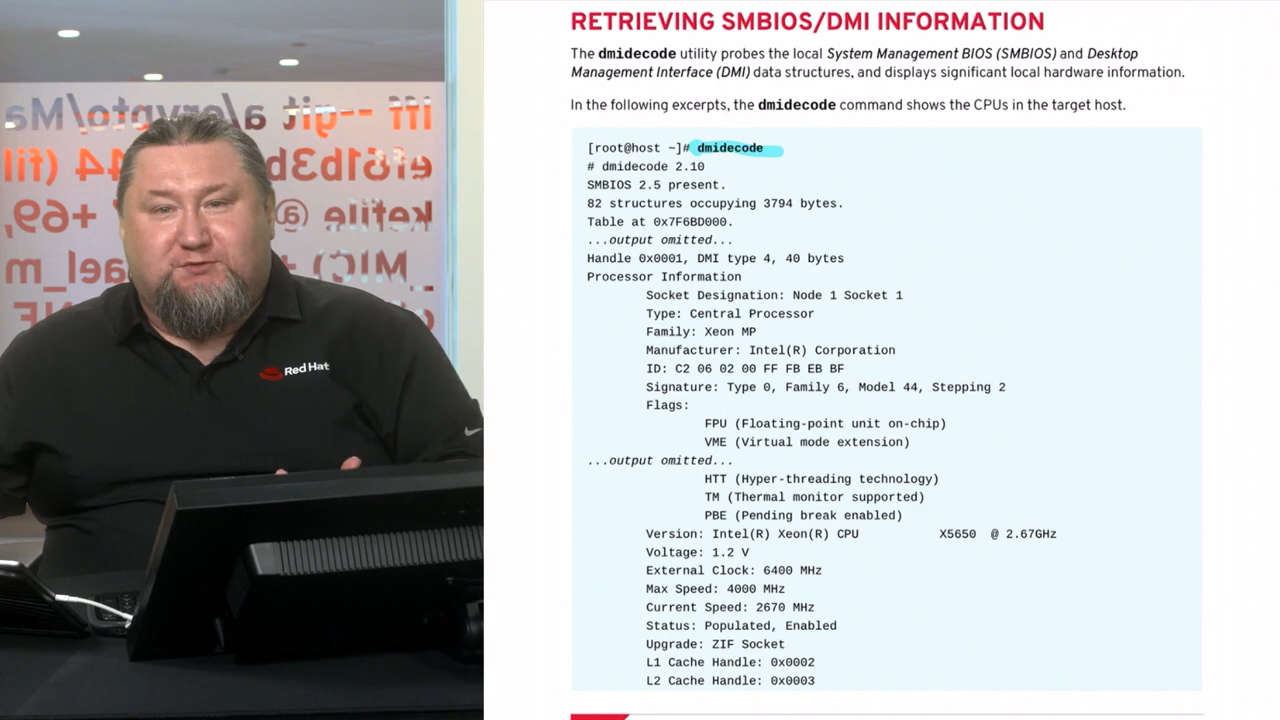 RETRIEVING SMBIOS/DMI INFORMATION
The dmidecode utility probes the local System Management BIOS (SMBIOS) and Desktop
Management Interface (DMI) data structures, and displays significant local hardware information.
In the following excerpts, the dmidecode command shows the CPUs in the target host.
[root@host ~]# dmidecode
# dmidecode 2.10
SMBIOS 2.5 present.
82 structures occupying 3794 bytes.
Table at 0x7F6BD000.
...output omitted...
Handle 0x0001, DMI type 4, 40 bytes
Processor Information
Socket Designation: Node 1 Socket 1
Type: Central Processor
Family: Xeon MP
Manufacturer: Intel(R) Corporation
ID: C2 06 02 00 FF FB EB BF
Signature: Type 0, Family 6, Model 44, Stepping 2
Flags:
FPU (Floating-point unit on-chip)
VME (Virtual mode extension)
...output omitted...
HTT (Hyper-threading technology)
TM (Thermal monitor supported)
PBE (Pending break enabled)
Version: Intel(R) Xeon(R) CPU X5650 @ 2.67GHz
Voltage: 1.2 V
External Clock: 6400 MHz
Max Speed: 4000 MHz
Current Speed: 2670 MHz
Status: Populated, Enabled
Upgrade: ZIF Socket
L1 Cache Handle: 0x0002
L2 Cache Handle: 0x0003
Red Hat